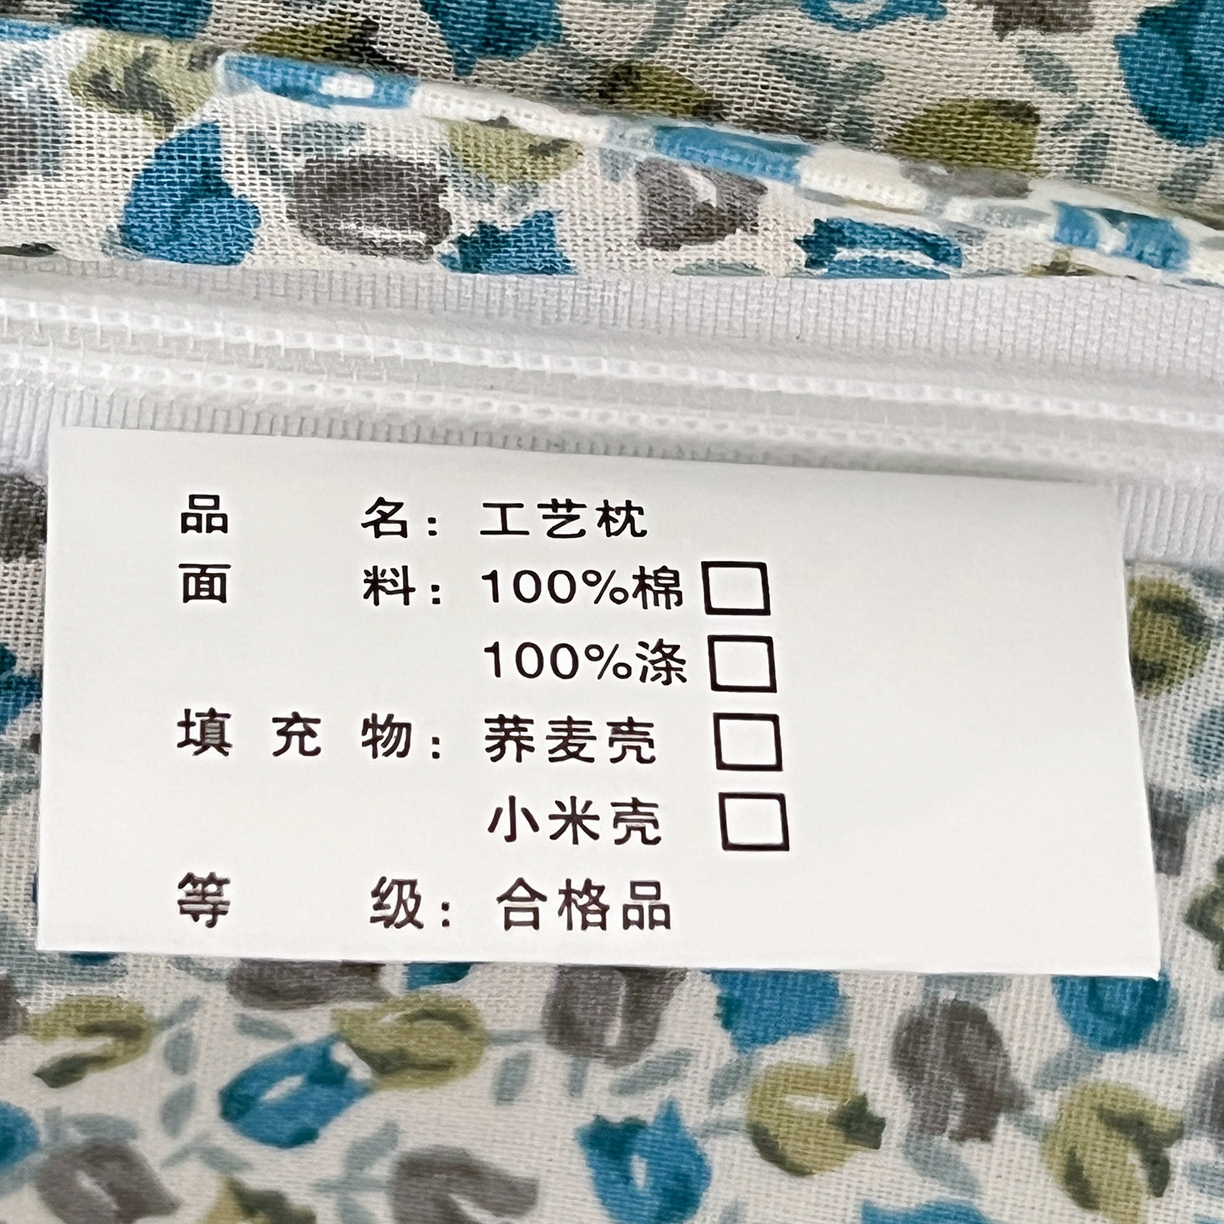 品 名：工艺枕
面 料：100%棉 □
100%涤 □
填 充 物：荞麦壳 □
小米壳 □
等 级：合格品